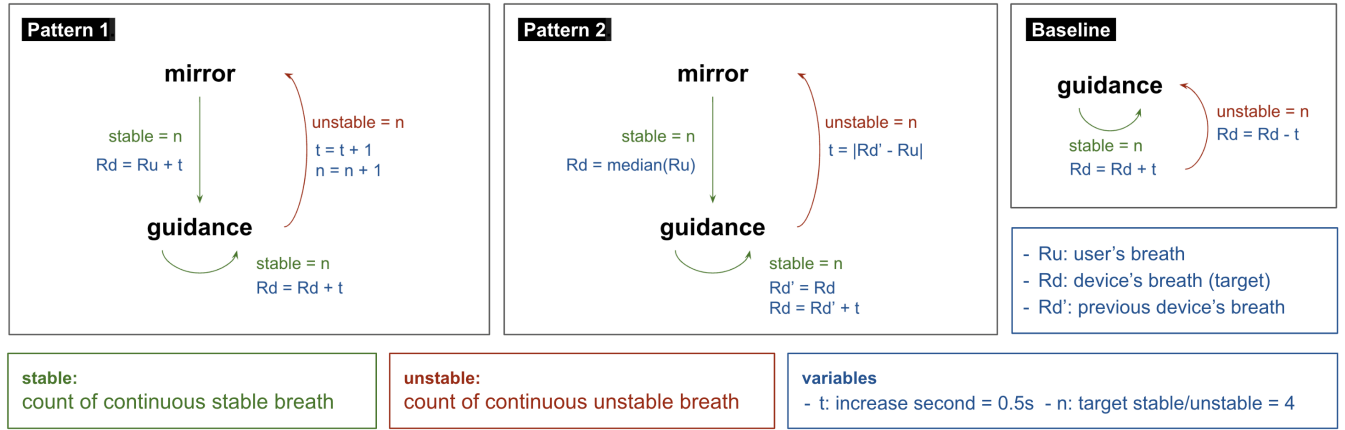 Pattern 1
mirror
stable = n
Rd = Ru + t
unstable = n
t = t + 1
n = n + 1
guidance
stable = n
Rd = Rd + t
Pattern 2
mirror
stable = n
Rd = median(Ru)
unstable = n
t = |Rd’ - Ru|
guidance
stable = n
Rd’ = Rd
Rd = Rd’ + t
Baseline
guidance
stable = n
Rd = Rd + t
unstable = n
Rd = Rd - t
- Ru: user’s breath
- Rd: device’s breath (target)
- Rd’: previous device’s breath
stable:
count of continuous stable breath
unstable:
count of continuous unstable breath
variables
- t: increase second = 0.5s - n: target stable/unstable = 4